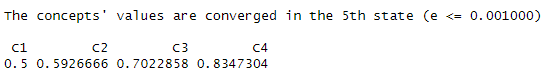 The concepts' values are converged in the 5th state (e <= 0.001000)
C1 C2 C3 C4
0.5 0.5926666 0.7022858 0.8347304